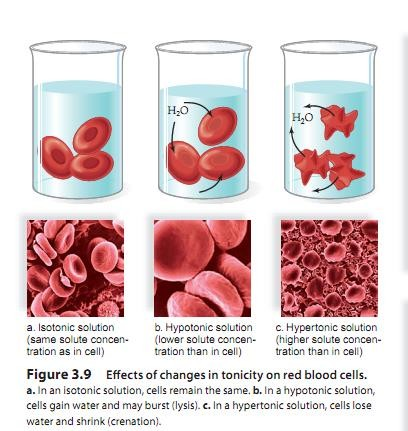 H₂O
H₂O
a. Isotonic solution
(same solute concen-
tration as in cell)
b. Hypotonic solution
(lower solute concen-
tration than in cell)
c. Hypertonic solution
(higher solute concen-
tration than in cell)
Figure 3.9 Effects of changes in tonicity on red blood cells.
a. In an isotonic solution, cells remain the same. b. In a hypotonic solution,
cells gain water and may burst (lysis). c. In a hypertonic solution, cells lose
water and shrink (crenation).